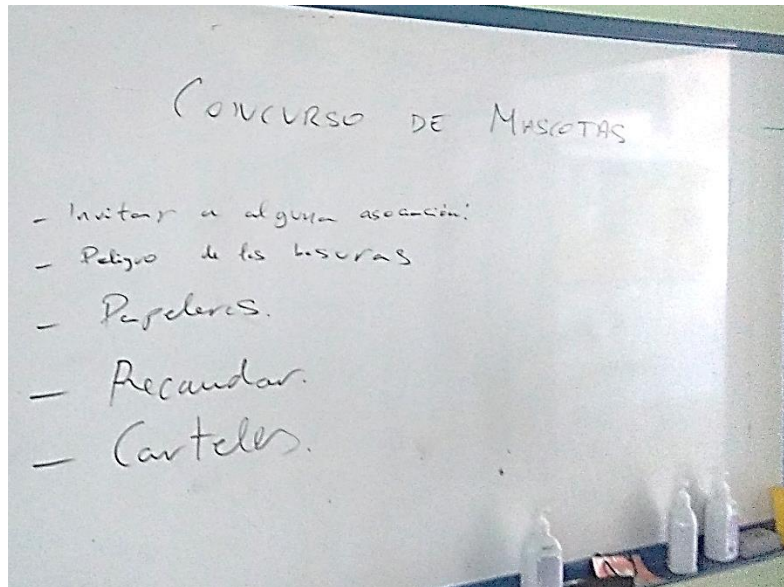 CONCURSO DE MASCOTAS
- Invitar a alguna asociación:
- Peligro de las basuras
- Papeleras.
- Recaudar.
- Carteles.